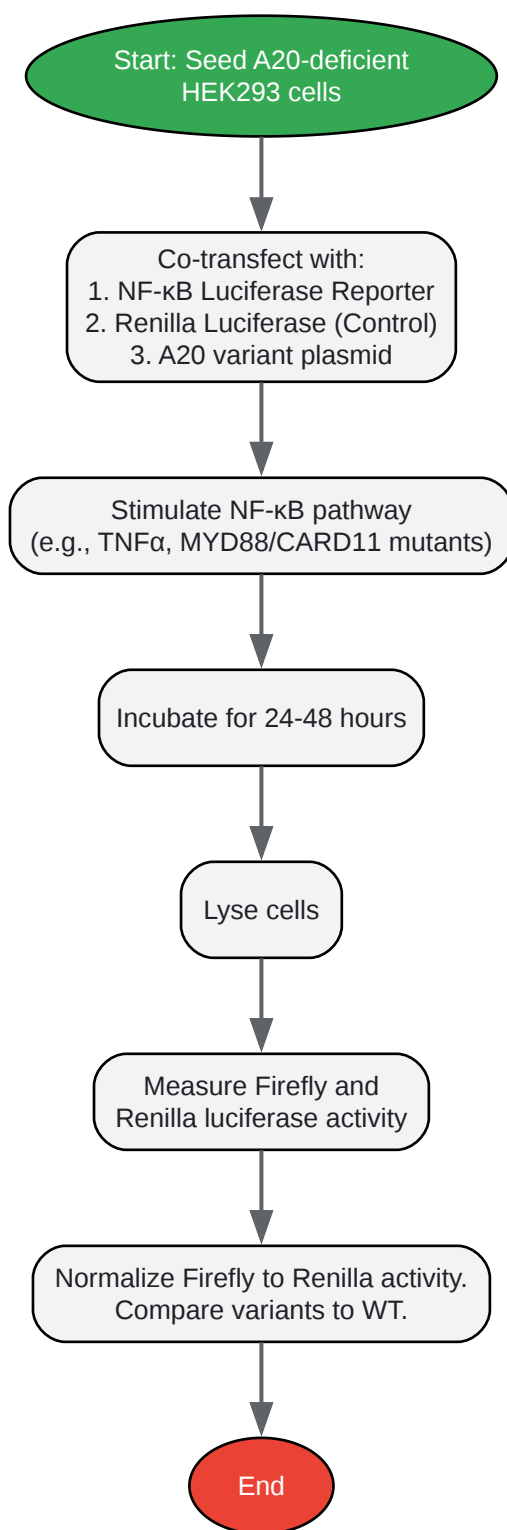 Start: Seed A20-deficient
HEK293 cells
Co-transfect with:
1. NF-κB Luciferase Reporter
2. Renilla Luciferase (Control)
3. A20 variant plasmid
Stimulate NF-κB pathway
(e.g., TNFα, MYD88/CARD11 mutants)
Incubate for 24-48 hours
Lyse cells
Measure Firefly and
Renilla luciferase activity
Normalize Firefly to Renilla activity.
Compare variants to WT.
End